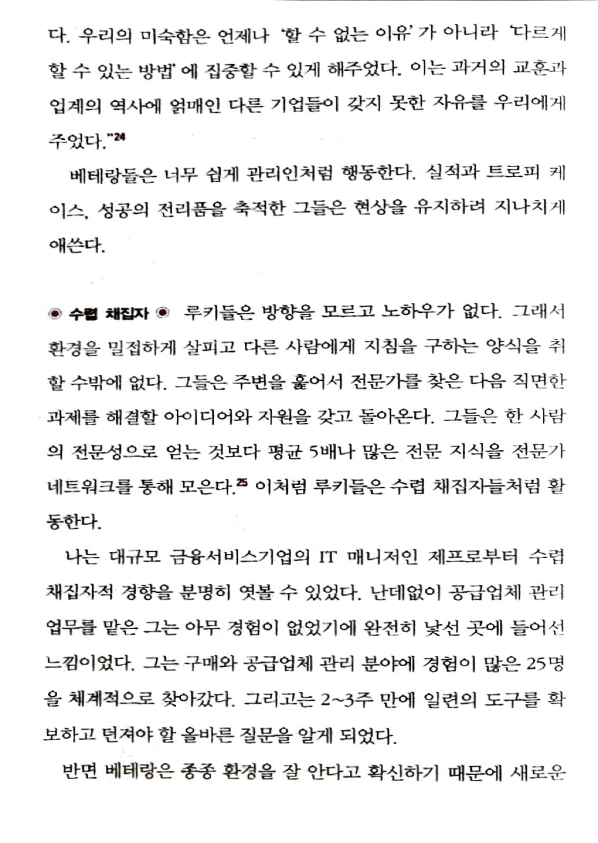 다. 우리의 미숙함은 언제나 '할 수 없는 이유'가 아니라 '다르게
할 수 있는 방법'에 집중할 수 있게 해주었다. 이는 과거의 교훈과
업계의 역사에 얽매인 다른 기업들이 갖지 못한 자유를 우리에게
주었다."24
베테랑들은 너무 쉽게 관리인처럼 행동한다. 실적과 트로피 케
이스, 성공의 전리품을 축적한 그들은 현상을 유지하려 지나치게
애쓴다.
◉ 수렵 채집자 ◉ 루키들은 방향을 모르고 노하우가 없다. 그래서
환경을 밀접하게 살피고 다른 사람에게 지침을 구하는 양식을 취
할 수밖에 없다. 그들은 주변을 훑어서 전문가를 찾은 다음 직면한
과제를 해결할 아이디어와 자원을 갖고 돌아온다. 그들은 한 사람
의 전문성으로 얻는 것보다 평균 5배나 많은 전문 지식을 전문가
네트워크를 통해 모은다.25 이처럼 루키들은 수렵 채집자들처럼 활
동한다.
나는 대규모 금융서비스기업의 IT 매니저인 제프로부터 수렵
채집자적 경향을 분명히 엿볼 수 있었다. 난데없이 공급업체 관리
업무를 맡은 그는 아무 경험이 없었기에 완전히 낯선 곳에 들어선
느낌이었다. 그는 구매와 공급업체 관리 분야에 경험이 많은 25명
을 체계적으로 찾아갔다. 그리고는 2~3주 만에 일련의 도구를 확
보하고 던져야 할 올바른 질문을 알게 되었다.
반면 베테랑은 종종 환경을 잘 안다고 확신하기 때문에 새로운